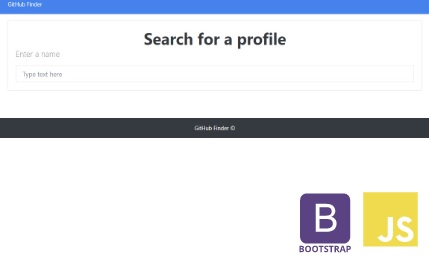 GitHub Finder
Search for a profile
Enter a name
Type text here
GitHub Finder ©
B
BOOTSTRAP
JS